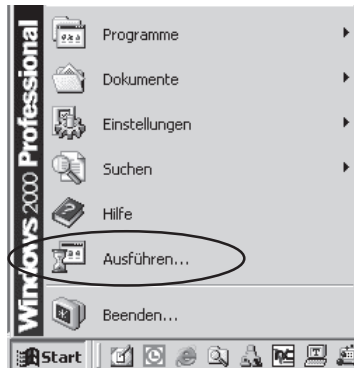 Windows 2000 Professional
Programme
Dokumente
Einstellungen
Suchen
Hilfe
Ausführen...
Beenden...
Start